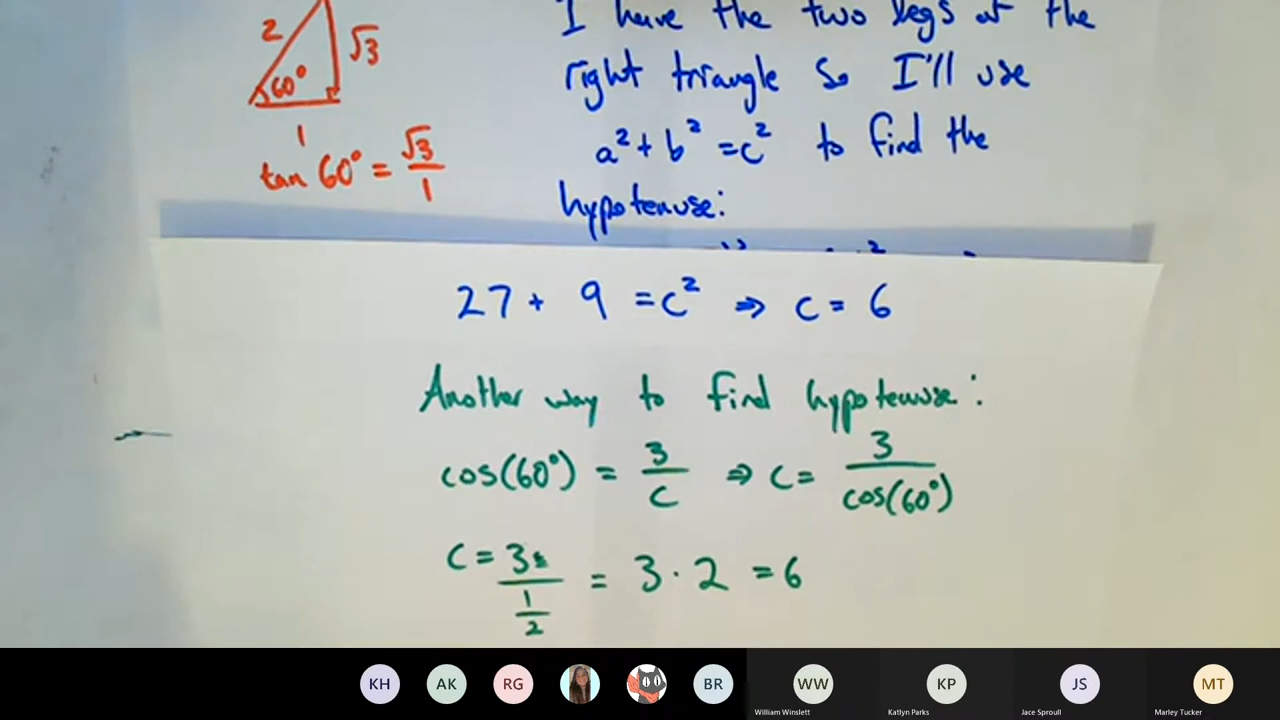 I have the two legs of the
right triangle so I'll use
a² + b² = c² to find the
hypotenuse:
2
√3
60°
1
tan 60° = √3/1
27 + 9 = c² ⇒ c = 6
Another way to find hypotenuse:
cos(60°) = 3/c ⇒ c = 3/cos(60°)
c = 3/(1/2) = 3 · 2 = 6
KH AK RG BR WW KP JS MT
William Winslett Katlyn Parks Jace Sproull Marley Tucker